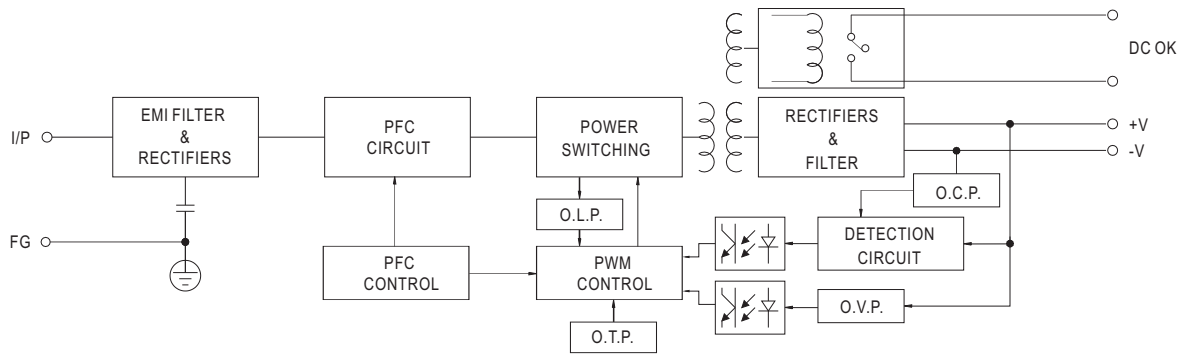 DC OK
I/P
EMI FILTER
&
RECTIFIERS
PFC
CIRCUIT
POWER
SWITCHING
RECTIFIERS
&
FILTER
+V
-V
O.C.P.
O.L.P.
FG
PFC
CONTROL
PWM
CONTROL
DETECTION
CIRCUIT
O.V.P.
O.T.P.